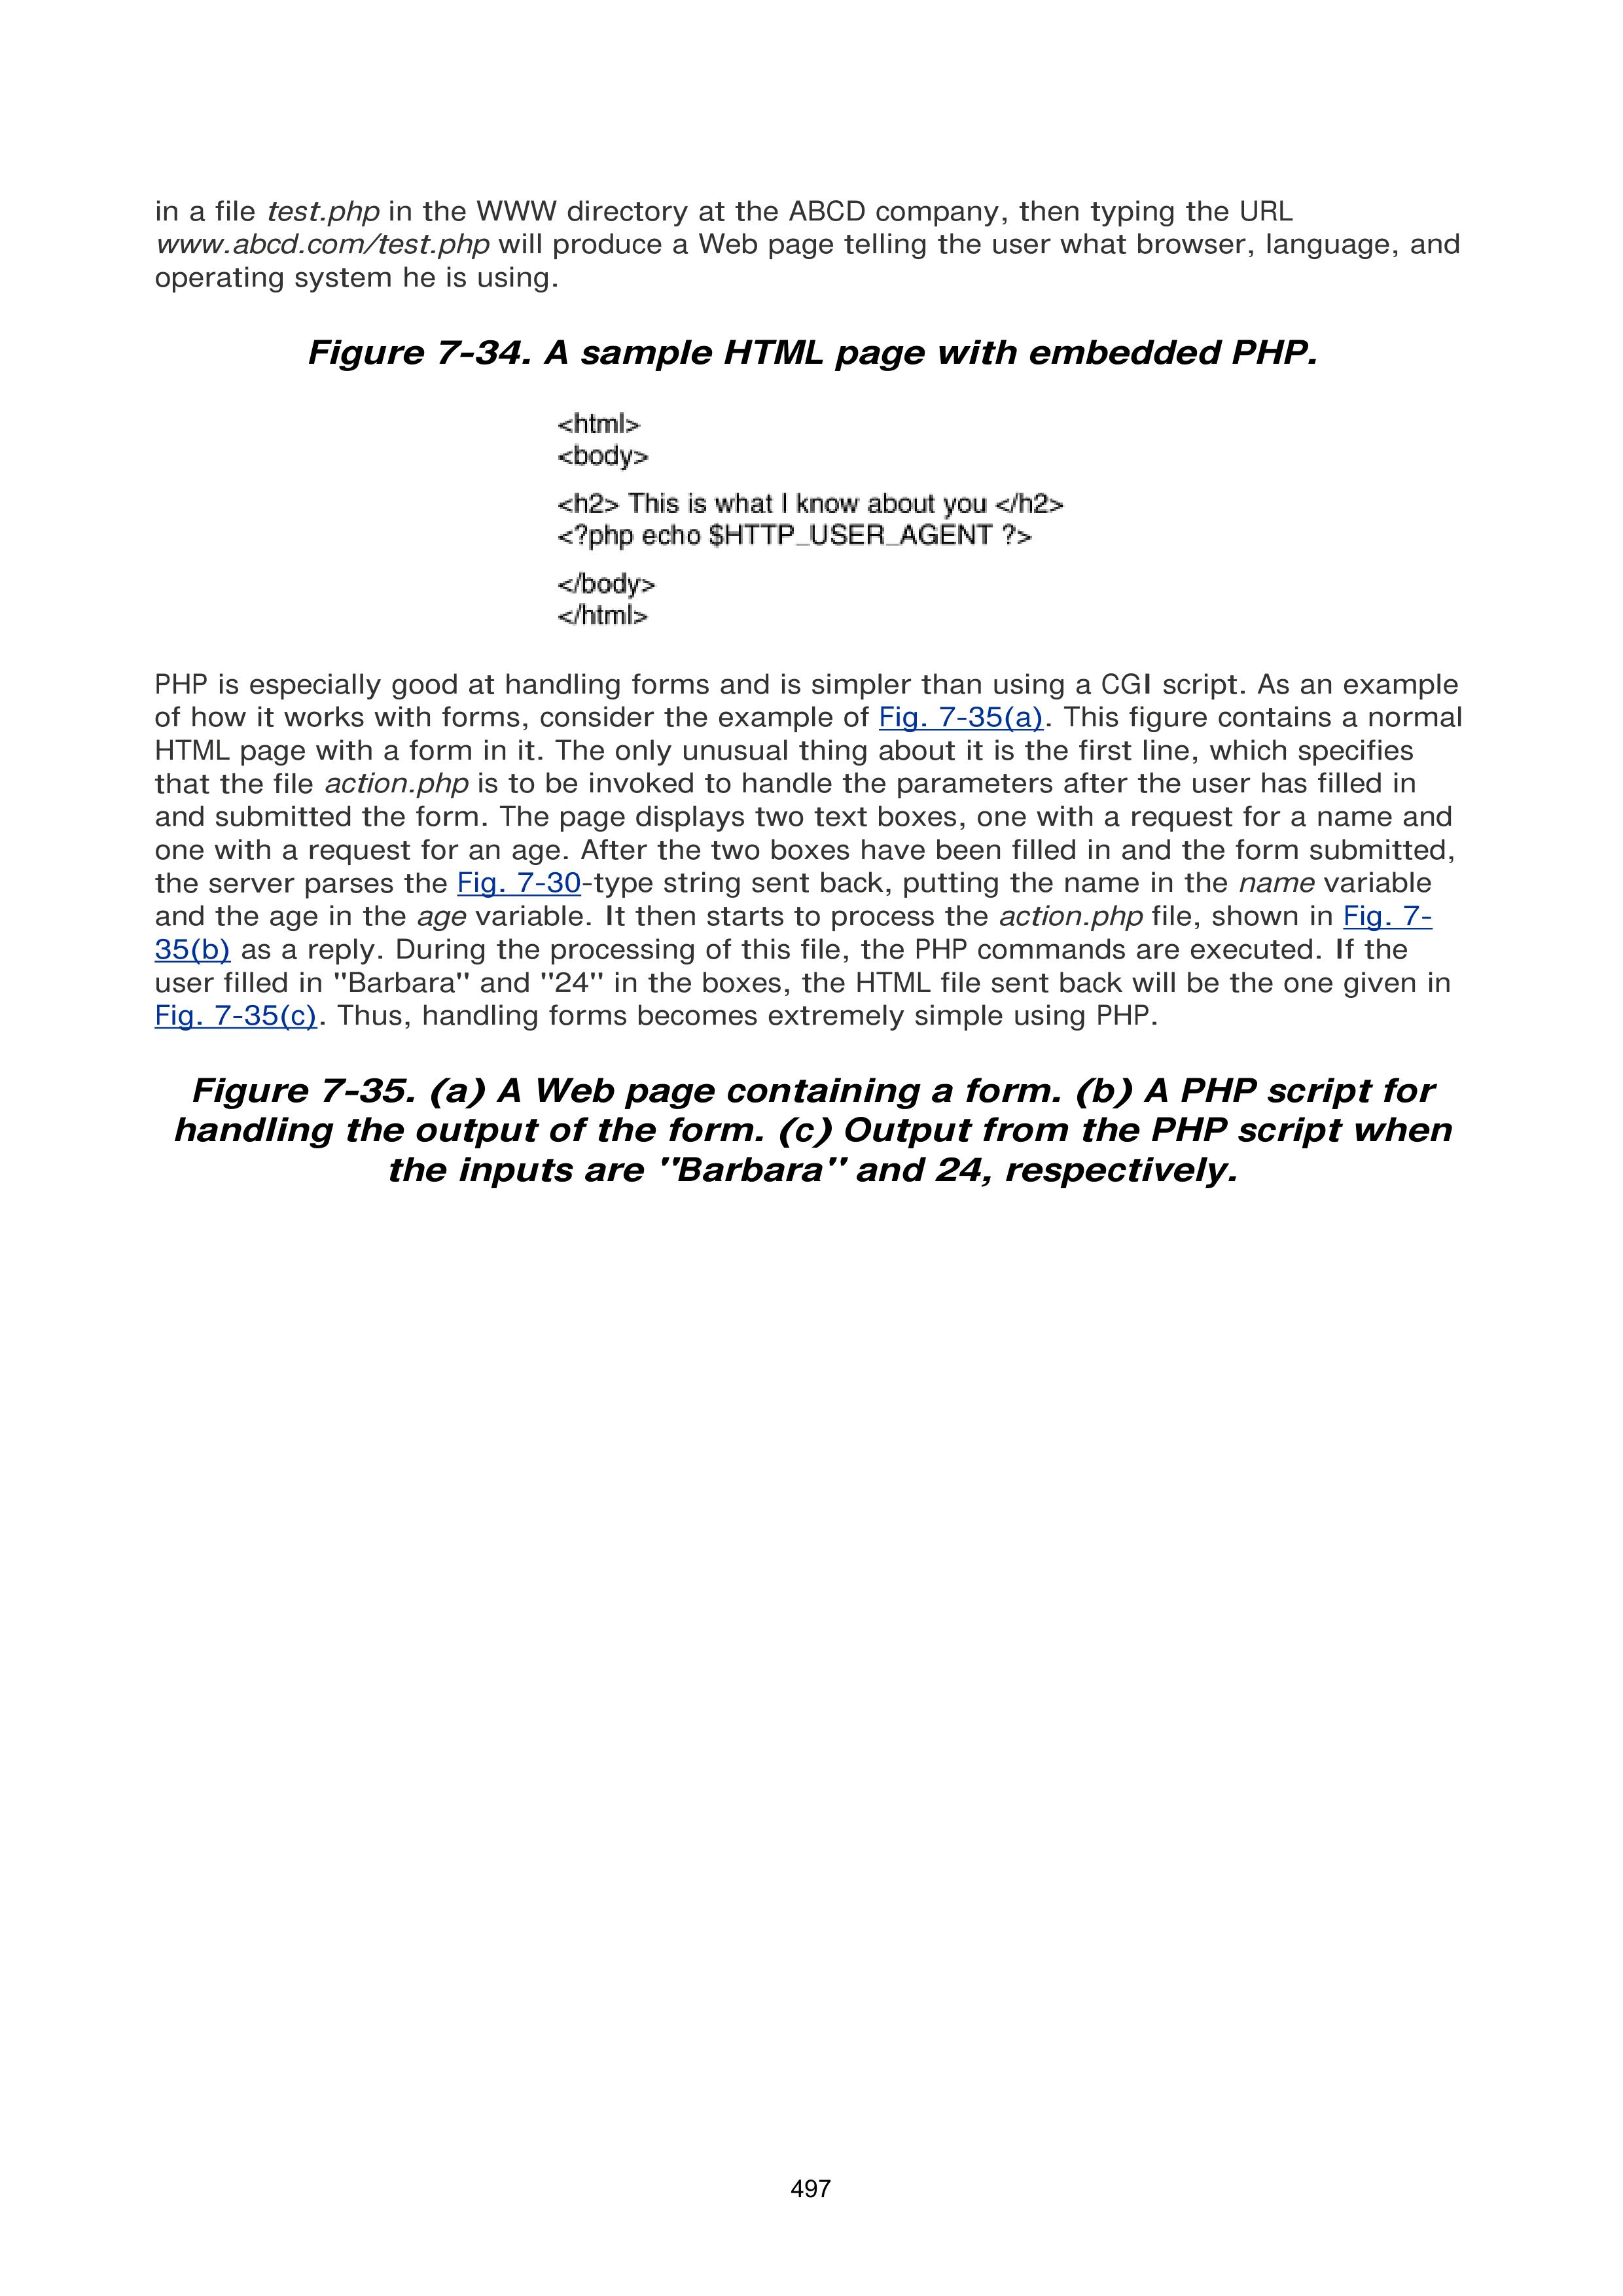 in a file test.php in the WWW directory at the ABCD company, then typing the URL
www.abcd.com/test.php will produce a Web page telling the user what browser, language, and
operating system he is using.
Figure 7-34. A sample HTML page with embedded PHP.
<html>
<body>
<h2> This is what I know about you </h2>
<?php echo $HTTP_USER_AGENT ?>
</body>
</html>
PHP is especially good at handling forms and is simpler than using a CGI script. As an example
of how it works with forms, consider the example of Fig. 7-35(a). This figure contains a normal
HTML page with a form in it. The only unusual thing about it is the first line, which specifies
that the file action.php is to be invoked to handle the parameters after the user has filled in
and submitted the form. The page displays two text boxes, one with a request for a name and
one with a request for an age. After the two boxes have been filled in and the form submitted,
the server parses the Fig. 7-30-type string sent back, putting the name in the name variable
and the age in the age variable. It then starts to process the action.php file, shown in Fig. 7-
35(b) as a reply. During the processing of this file, the PHP commands are executed. If the
user filled in ''Barbara'' and ''24'' in the boxes, the HTML file sent back will be the one given in
Fig. 7-35(c). Thus, handling forms becomes extremely simple using PHP.
Figure 7-35. (a) A Web page containing a form. (b) A PHP script for
handling the output of the form. (c) Output from the PHP script when
the inputs are ''Barbara'' and 24, respectively.
497